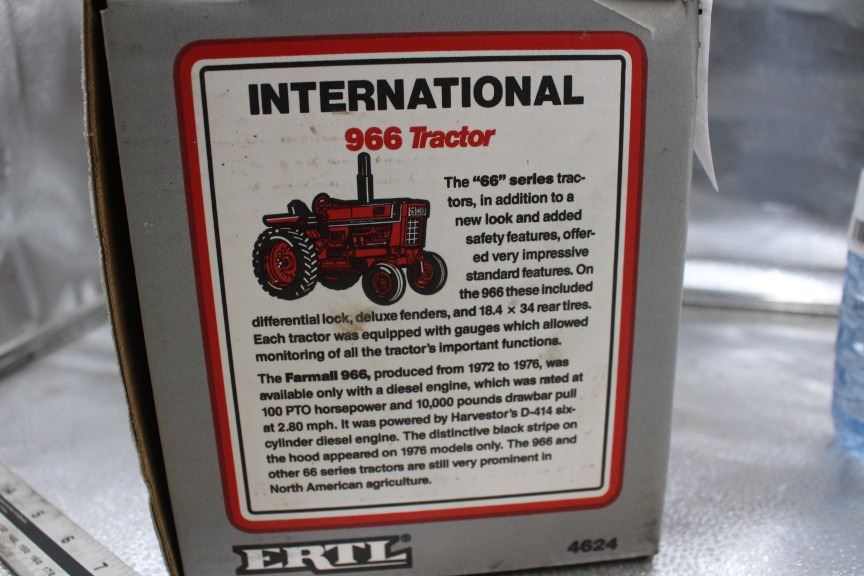 INTERNATIONAL
966 Tractor
The “66” series trac-
tors, in addition to a
new look and added
safety features, offer-
ed very impressive
standard features. On
the 966 these included
differential lock, deluxe fenders, and 18.4 × 34 rear tires.
Each tractor was equipped with gauges which allowed
monitoring of all the tractor's important functions.
The Farmall 966, produced from 1972 to 1976, was
available only with a diesel engine, which was rated at
100 PTO horsepower and 10,000 pounds drawbar pull
at 2.80 mph. It was powered by Harvestor's D-414 six-
cylinder diesel engine. The distinctive black stripe on
the hood appeared on 1976 models only. The 966 and
other 66 series tractors are still very prominent in
North American agriculture.
ERTL®
4624
5
6
7